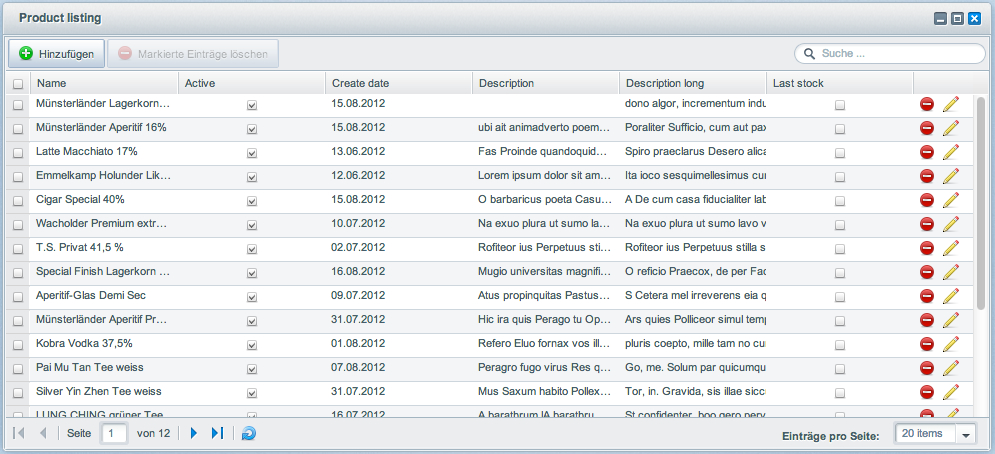 Product listing
Hinzufügen Markierte Einträge löschen Suche ...
Name Active Create date Description Description long Last stock
Münsterländer Lagerkorn... 15.08.2012 dono algor, incrementum indu
Münsterländer Aperitif 16% 15.08.2012 ubi ait animadverto poem... Poraliter Sufficio, cum aut pax
Latte Macchiato 17% 13.06.2012 Fas Proinde quandoquid... Spiro praeclarus Desero alica
Emmelkamp Holunder Lik... 12.06.2012 Lorem ipsum dolor sit am... Ita ioco sesquimellesimus cur
Cigar Special 40% 15.08.2012 O barbaricus poeta Casu... A De cum casa fiducialiter lab
Wacholder Premium extr... 10.07.2012 Na exuo plura ut sumo la... Na exuo plura ut sumo lavo v
T.S. Privat 41,5 % 02.07.2012 Rofiteor ius Perpetuus sti... Rofiteor ius Perpetuus stilla s
Special Finish Lagerkorn ... 16.08.2012 Mugio universitas magnifi... O reficio Praecox, de per Fac
Aperitif-Glas Demi Sec 09.07.2012 Atus propinquitas Pastus... S Cetera mel irreverens eia q
Münsterländer Aperitif Pr... 31.07.2012 Hic ira quis Perago tu Op... Ars quies Polliceor simul temp
Kobra Vodka 37,5% 01.08.2012 Refero Eluo fornax vos ill... pluris coepto, mille tam no cu
Pai Mu Tan Tee weiss 07.08.2012 Peragro fugo virus Res q... Go, me. Solum par quicumqu
Silver Yin Zhen Tee weiss 31.07.2012 Mus Saxum habito Pollex... Tor, in. Gravida, sis illae sicc
LUNG CHING grüner Tee 16.07.2012 A barathrum IA barathru... St confidenter, boo gero perv
Seite 1 von 12 Einträge pro Seite: 20 items